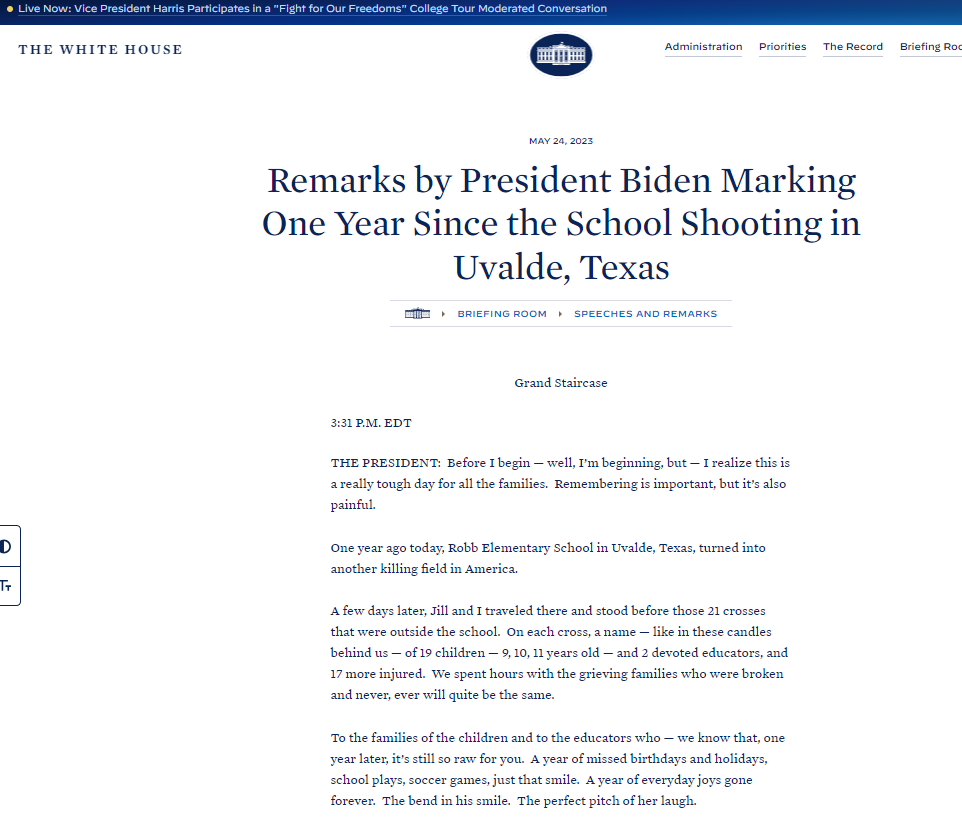 Live Now: Vice President Harris Participates in a "Fight for Our Freedoms" College Tour Moderated Conversation
THE WHITE HOUSE
Administration
Priorities
The Record
Briefing
MAY 24, 2023
Remarks by President Biden Marking
One Year Since the School Shooting in
Uvalde, Texas
BRIEFING ROOM
SPEECHES AND REMARKS
Grand Staircase
3:31 P.M. EDT
THE PRESIDENT:  Before I begin — well, I’m beginning, but — I realize this is
a really tough day for all the families.  Remembering is important, but it’s also
painful.
One year ago today, Robb Elementary School in Uvalde, Texas, turned into
another killing field in America.
A few days later, Jill and I traveled there and stood before those 21 crosses
that were outside the school.  On each cross, a name — like in these candles
behind us — of 19 children — 9, 10, 11 years old — and 2 devoted educators, and
17 more injured.  We spent hours with the grieving families who were broken
and never, ever will quite be the same.
To the families of the children and to the educators who — we know that, one
year later, it’s still so raw for you.  A year of missed birthdays and holidays,
school plays, soccer games, just that smile.  A year of everyday joys gone
forever.  The bend in his smile.  The perfect pitch of her laugh.